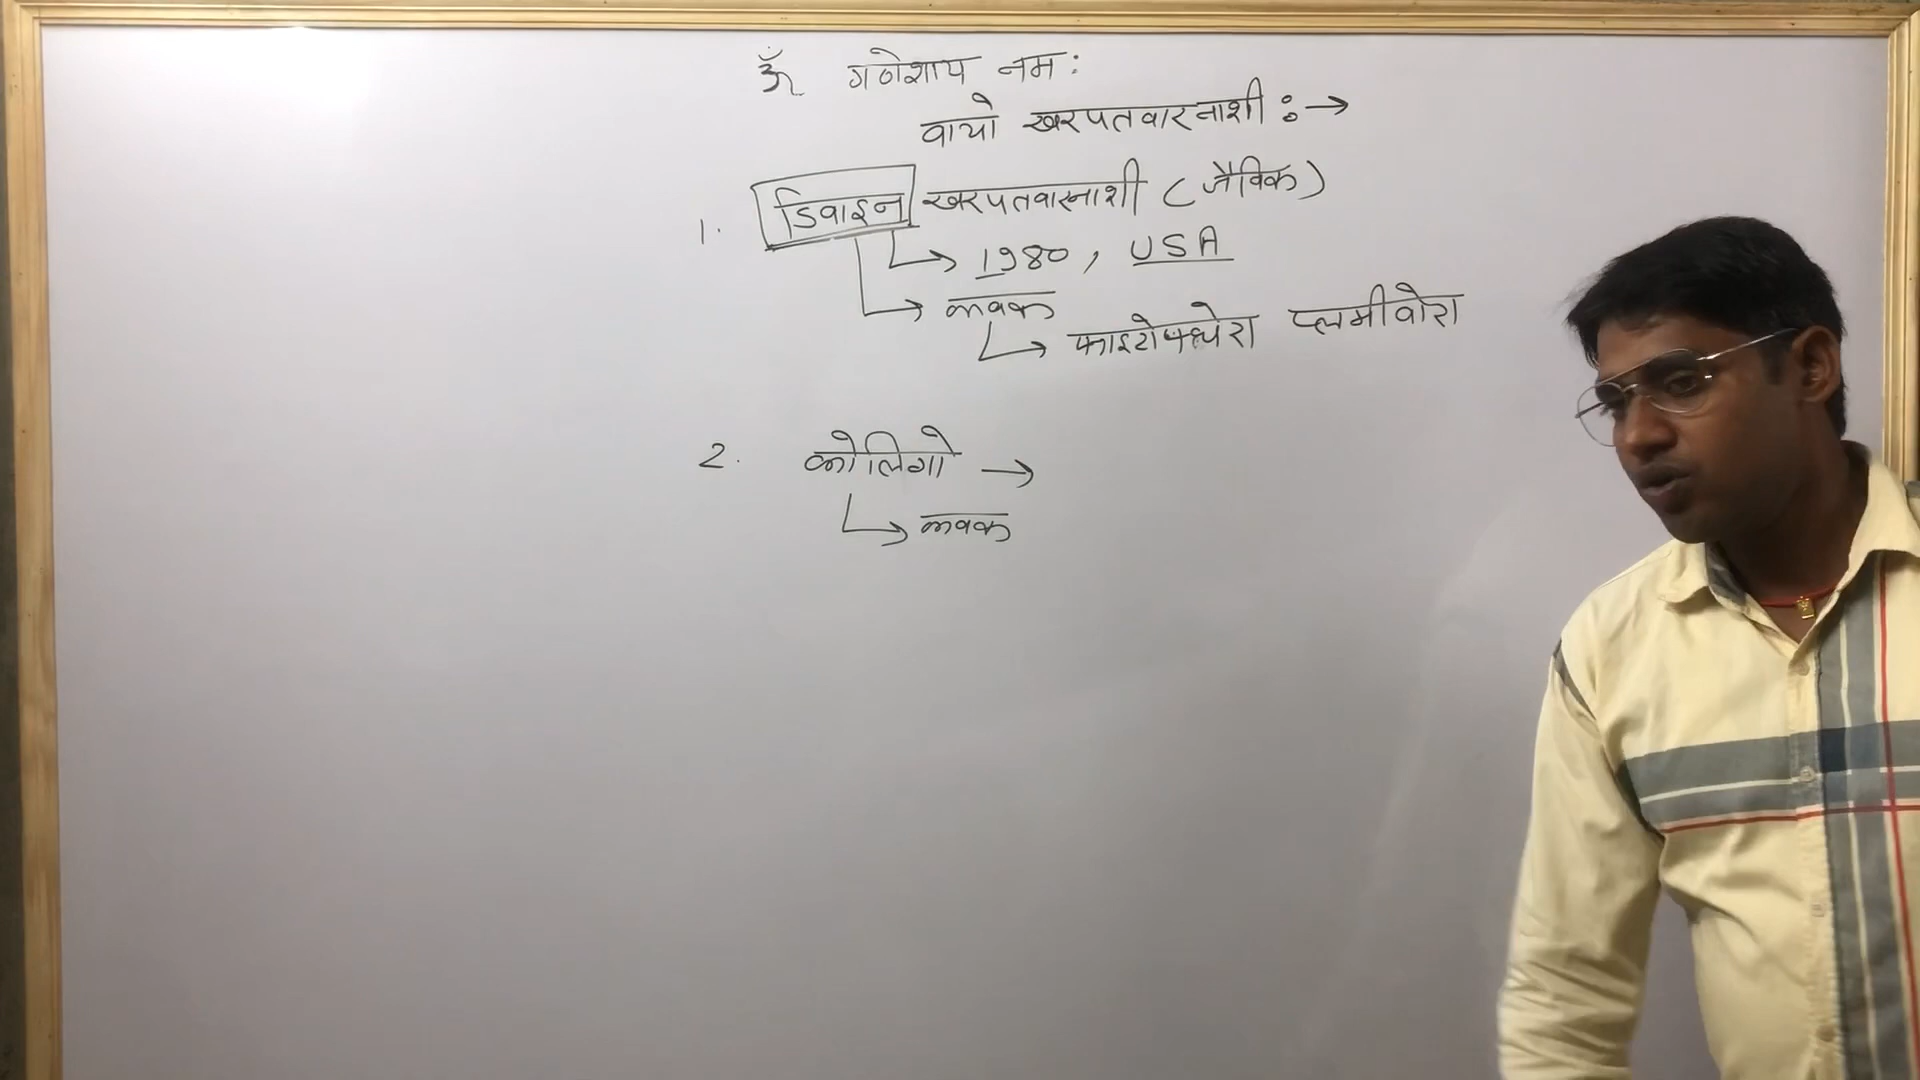 ॐ गणेशाय नमः
वायो खरपतवारनाशी :→
1. डिवाइन खरपतवारनाशी (जैविक)
→ 1980, USA
→ कवक
→ फाइटोफ्थेरा प्लमीवोरा
2. कोलिगो →
→ कवक